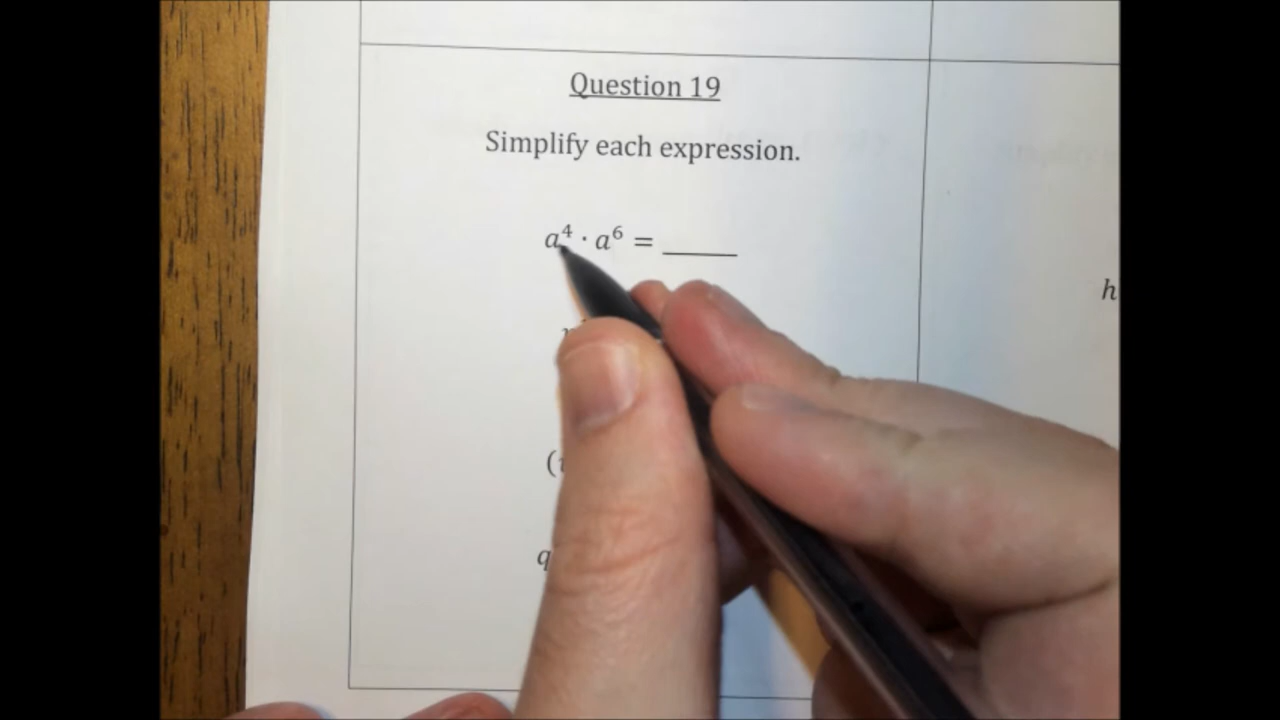 Question 19
Simplify each expression.
a⁴ · a⁶ = _____
h
(
q